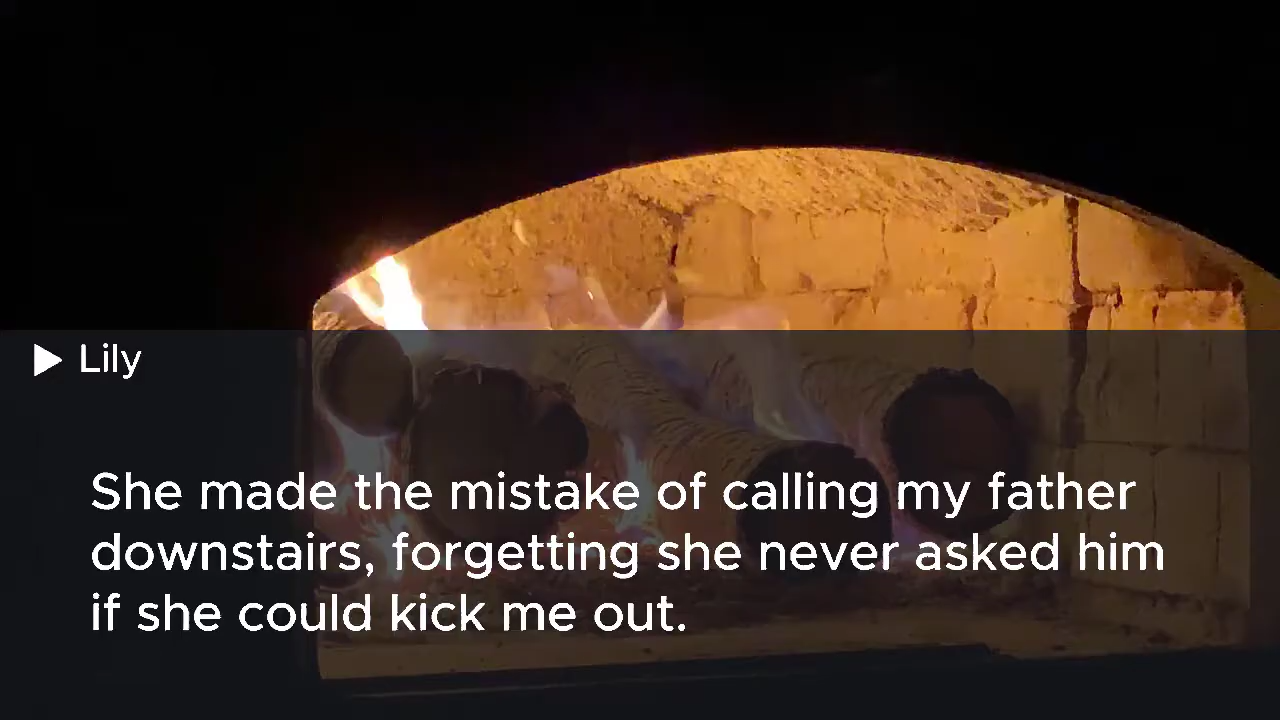 Lily
She made the mistake of calling my father
downstairs, forgetting she never asked him
if she could kick me out.